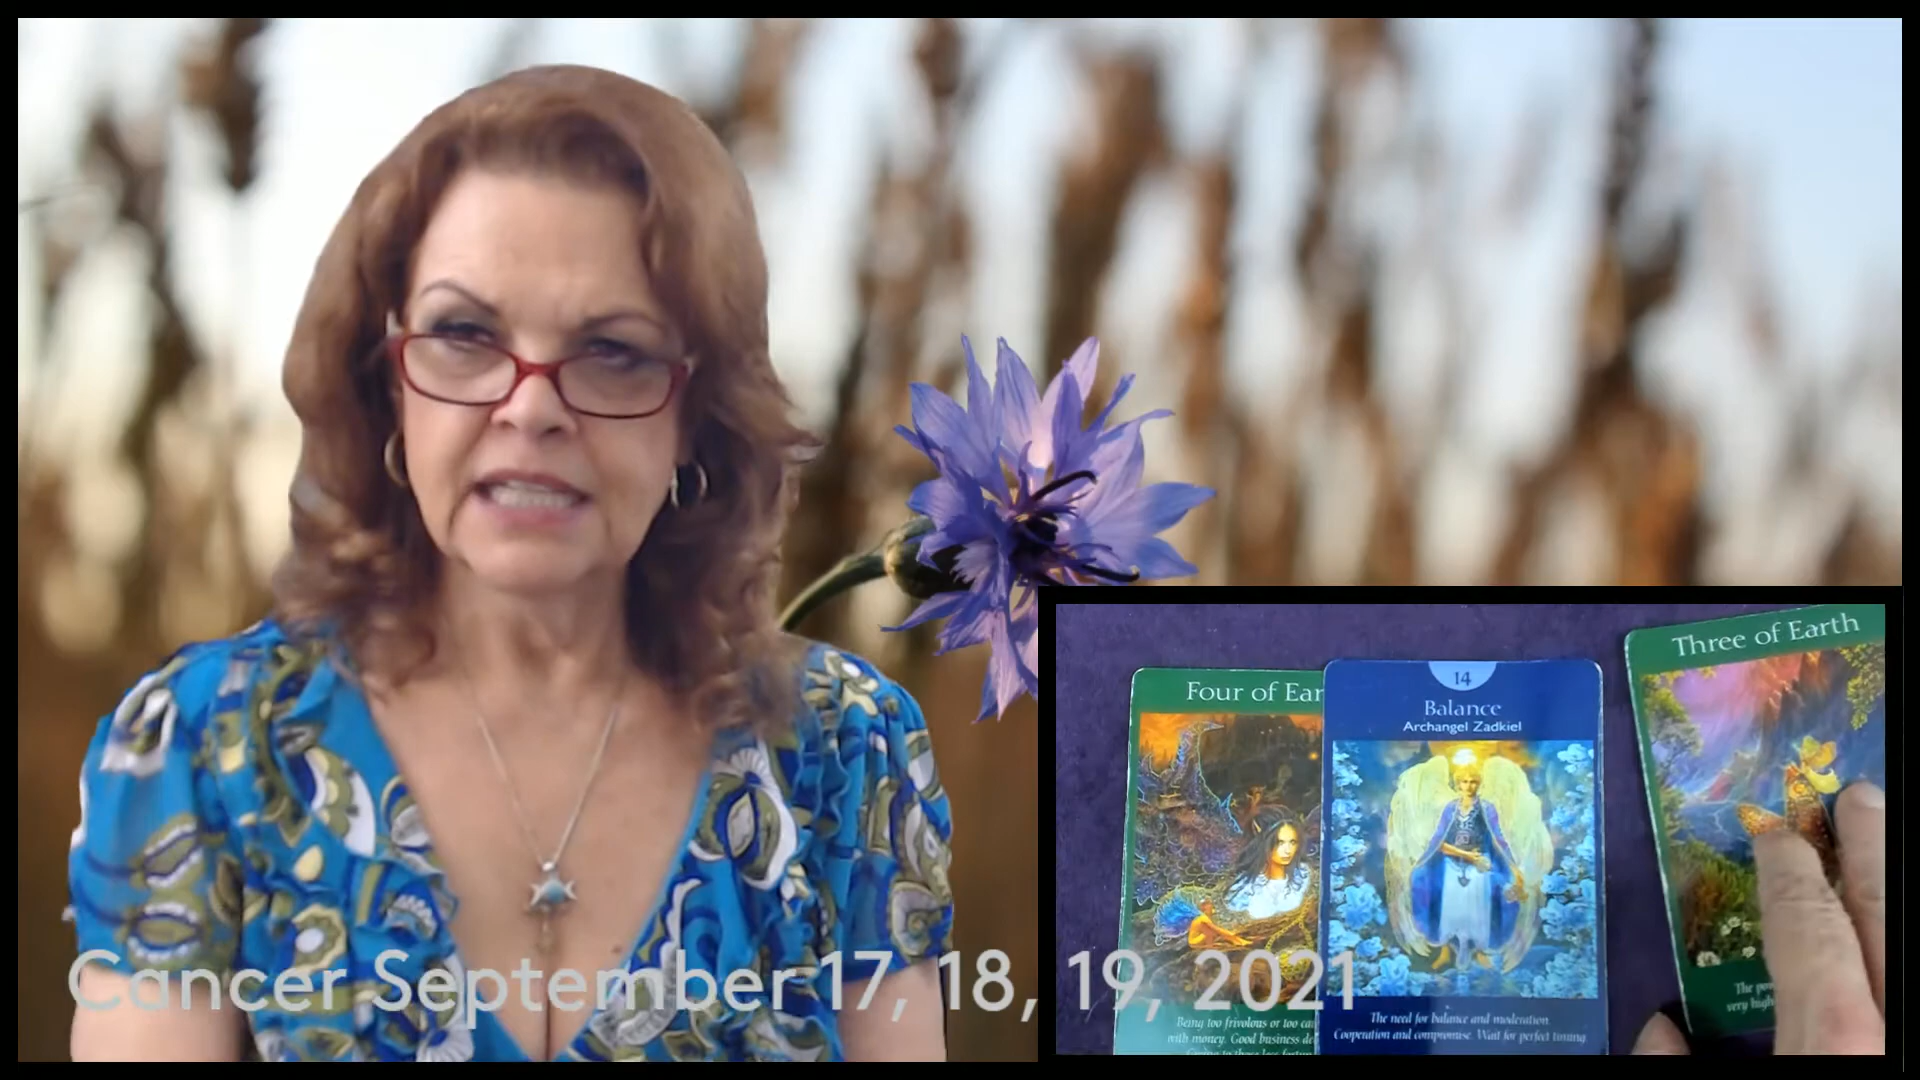 Three of Earth
Four of Ear
14
Balance
Archangel Zadkiel
Cancer September 17, 18, 19, 2021
Being too frivolous or too ca
with money. Good business de
The need for balance and moderation.
Cooperation and compromise. Wait for perfect timing.
The pow
very high